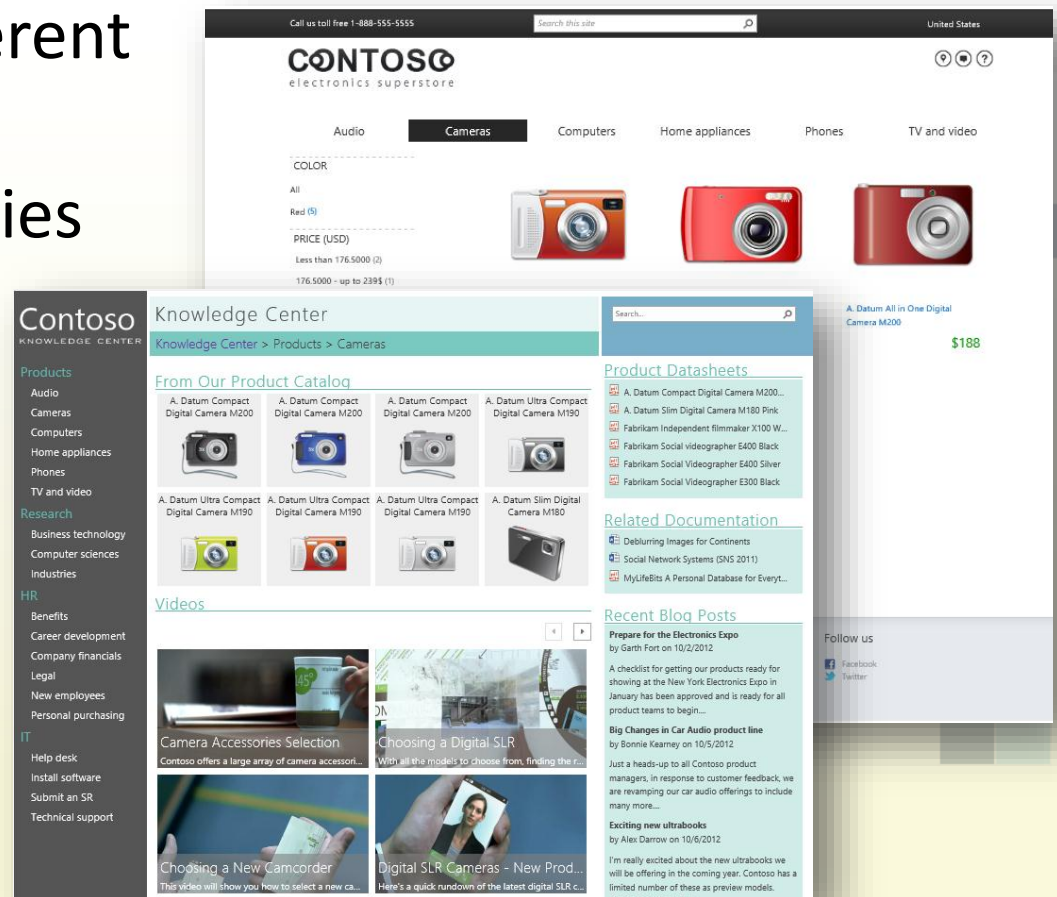 erent
ies
Call us toll free 1-888-555-5555
Search this site
United States
CONTOSO
electronics superstore
Audio
Cameras
Computers
Home appliances
Phones
TV and video
COLOR
All
Red (5)
PRICE (USD)
Less than 176.5000 (2)
176.5000 - up to 239$ (1)
A. Datum All in One Digital
Camera M200
$188
Follow us
Facebook
Twitter
Contoso
KNOWLEDGE CENTER
Products
Audio
Cameras
Computers
Home appliances
Phones
TV and video
Research
Business technology
Computer sciences
Industries
HR
Benefits
Career development
Company financials
Legal
New employees
Personal purchasing
IT
Help desk
Install software
Submit an SR
Technical support
Knowledge Center
Search...
Knowledge Center > Products > Cameras
From Our Product Catalog
A. Datum Compact
Digital Camera M200
A. Datum Compact
Digital Camera M200
A. Datum Compact
Digital Camera M200
A. Datum Ultra Compact
Digital Camera M190
A. Datum Ultra Compact
Digital Camera M190
A. Datum Ultra Compact
Digital Camera M190
A. Datum Ultra Compact
Digital Camera M190
A. Datum Slim Digital
Camera M180
Videos
Camera Accessories Selection
Contoso offers a large array of camera accessori...
Choosing a Digital SLR
With all the models to choose from, finding the r...
Choosing a New Camcorder
This video will show you how to select a new ca...
Digital SLR Cameras - New Prod...
Here's a quick rundown of the latest digital SLR c...
Product Datasheets
A. Datum Compact Digital Camera M200...
A. Datum Slim Digital Camera M180 Pink
Fabrikam Independent filmmaker X100 W...
Fabrikam Social videographer E400 Black
Fabrikam Social Videographer E400 Silver
Fabrikam Social Videographer E300 Black
Related Documentation
Deblurring Images for Continents
Social Network Systems (SNS 2011)
MyLifeBits A Personal Database for Everyt...
Recent Blog Posts
Prepare for the Electronics Expo
by Garth Fort on 10/2/2012
A checklist for getting our products ready for
showing at the New York Electronics Expo in
January has been approved and is ready for all
product teams to begin....
Big Changes in Car Audio product line
by Bonnie Kearney on 10/5/2012
Just a heads-up to all Contoso product
managers, in response to customer feedback, we
are revamping our car audio offerings to include
many more....
Exciting new ultrabooks
by Alex Darrow on 10/6/2012
I'm really excited about the new ultrabooks we
will be offering in the coming year. Contoso has a
limited number of these as preview models.